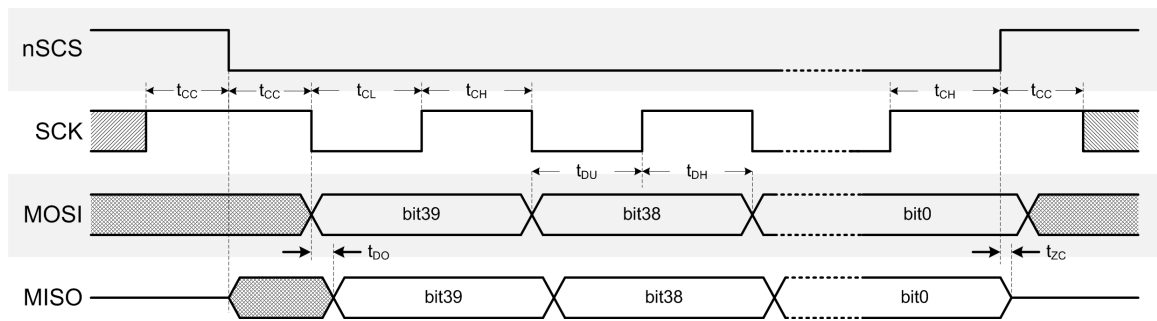 nSCS
tCC tCC tCL tCH tCH tCC
SCK
tDU tDH
MOSI bit39 bit38 bit0
tDO tZC
MISO bit39 bit38 bit0